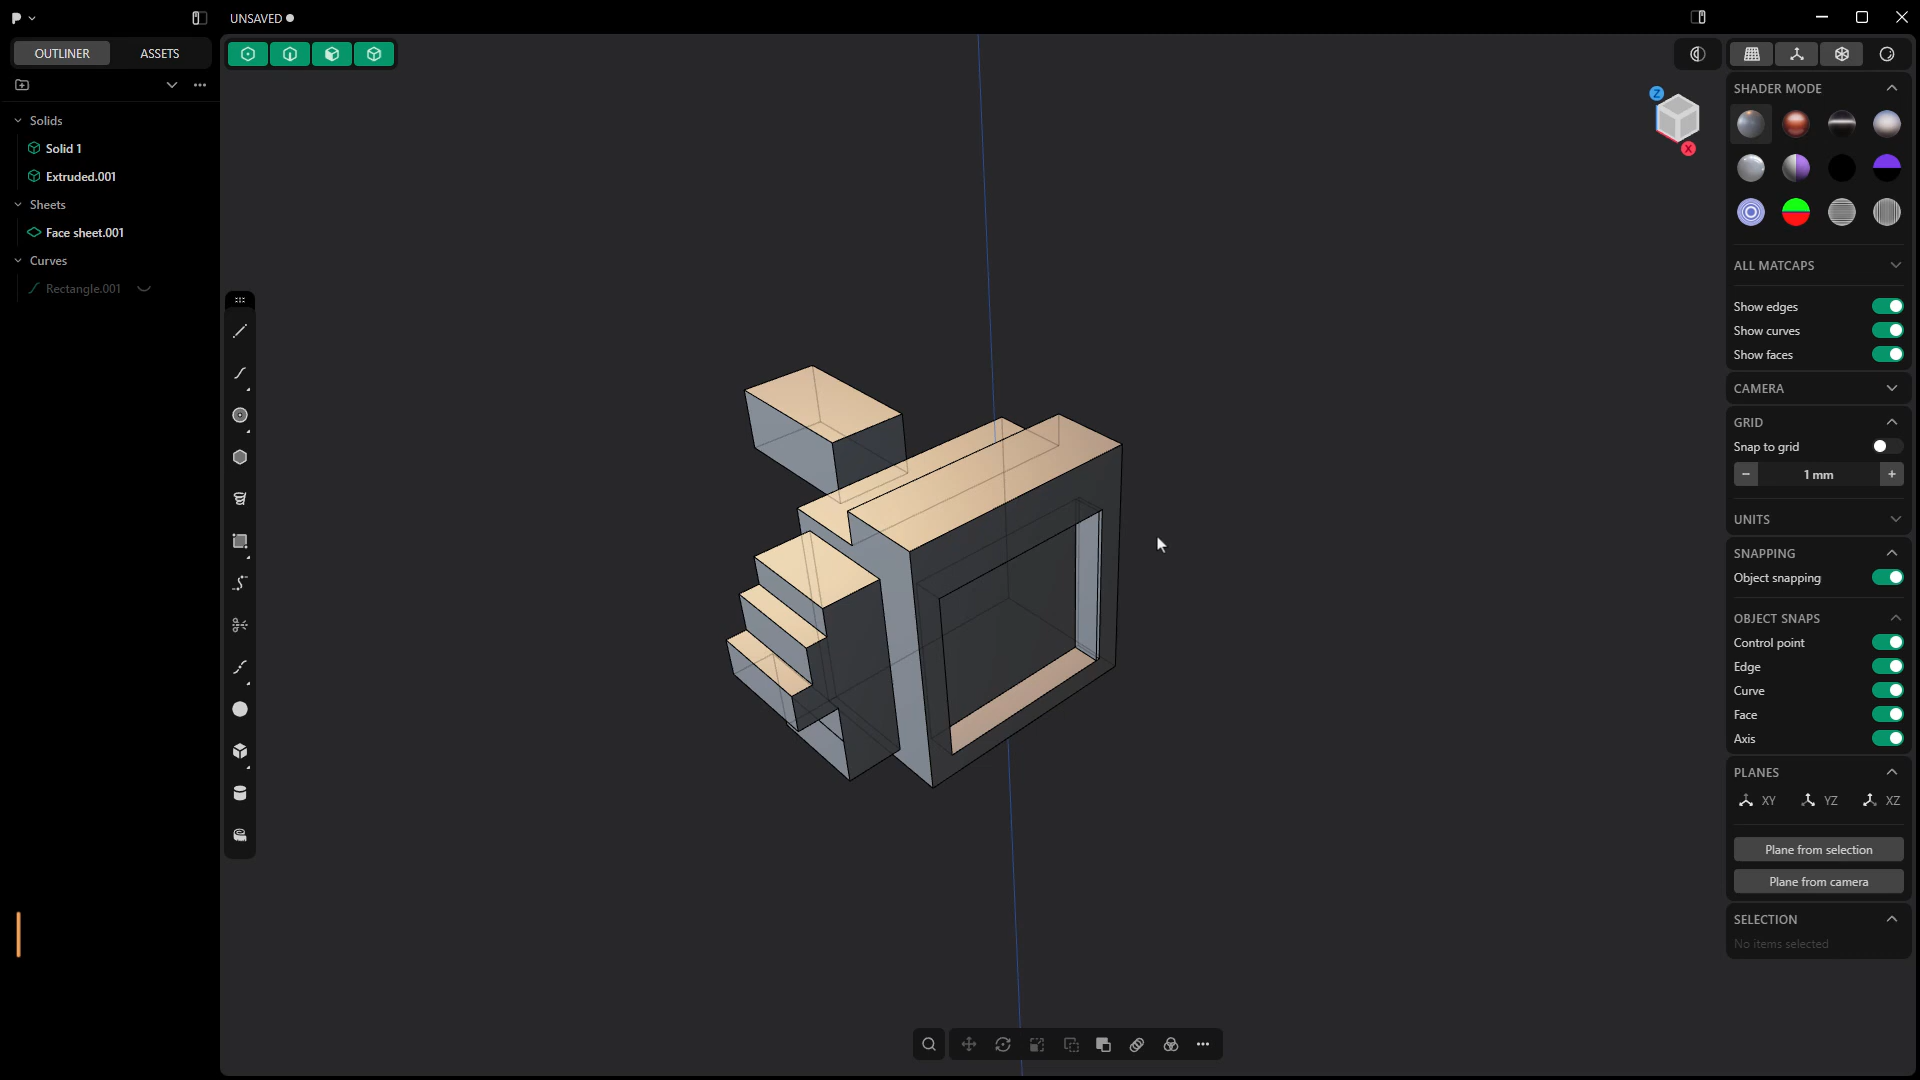 UNSAVED
OUTLINER
ASSETS
Solids
Solid 1
Extruded.001
Sheets
Face sheet.001
Curves
Rectangle.001
Z
X
SHADER MODE
ALL MATCAPS
Show edges
Show curves
Show faces
CAMERA
GRID
Snap to grid
− 1 mm +
UNITS
SNAPPING
Object snapping
OBJECT SNAPS
Control point
Edge
Curve
Face
Axis
PLANES
XY YZ XZ
Plane from selection
Plane from camera
SELECTION
No items selected